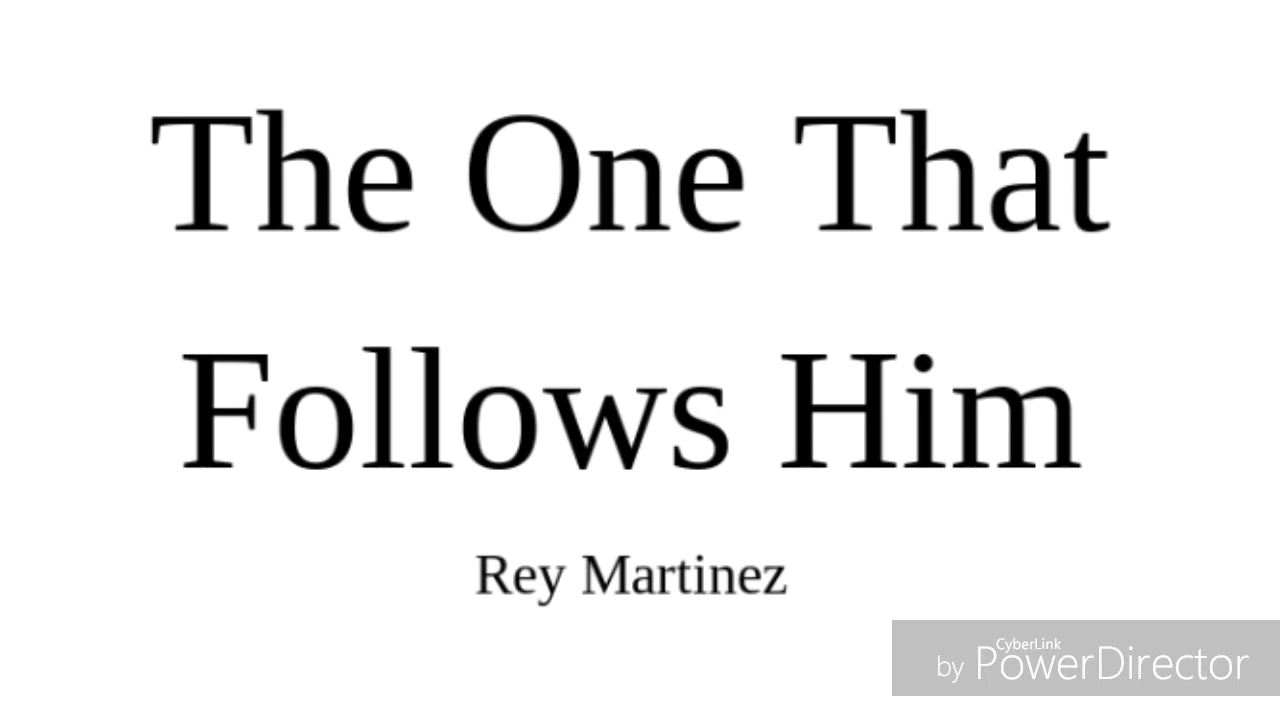 The One That
Follows Him
Rey Martinez
CyberLink
by PowerDirector